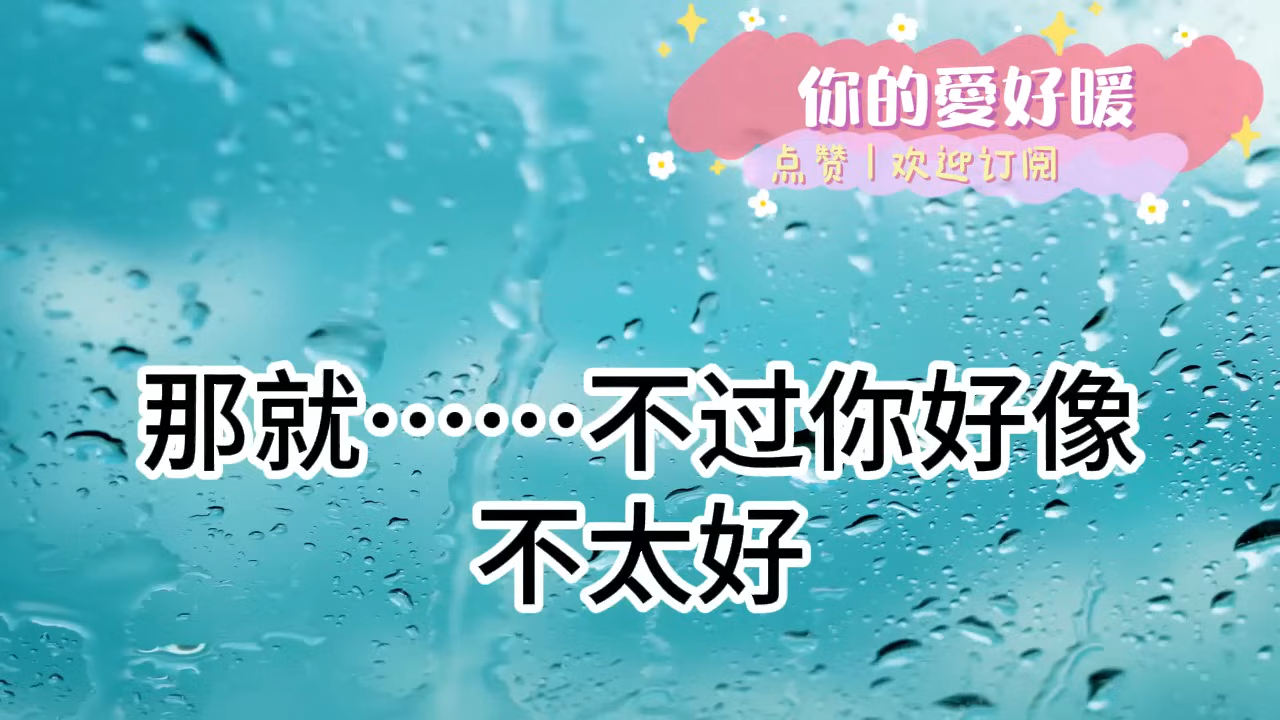 你的愛好暖
点赞丨欢迎订阅
那就……不过你好像
不太好